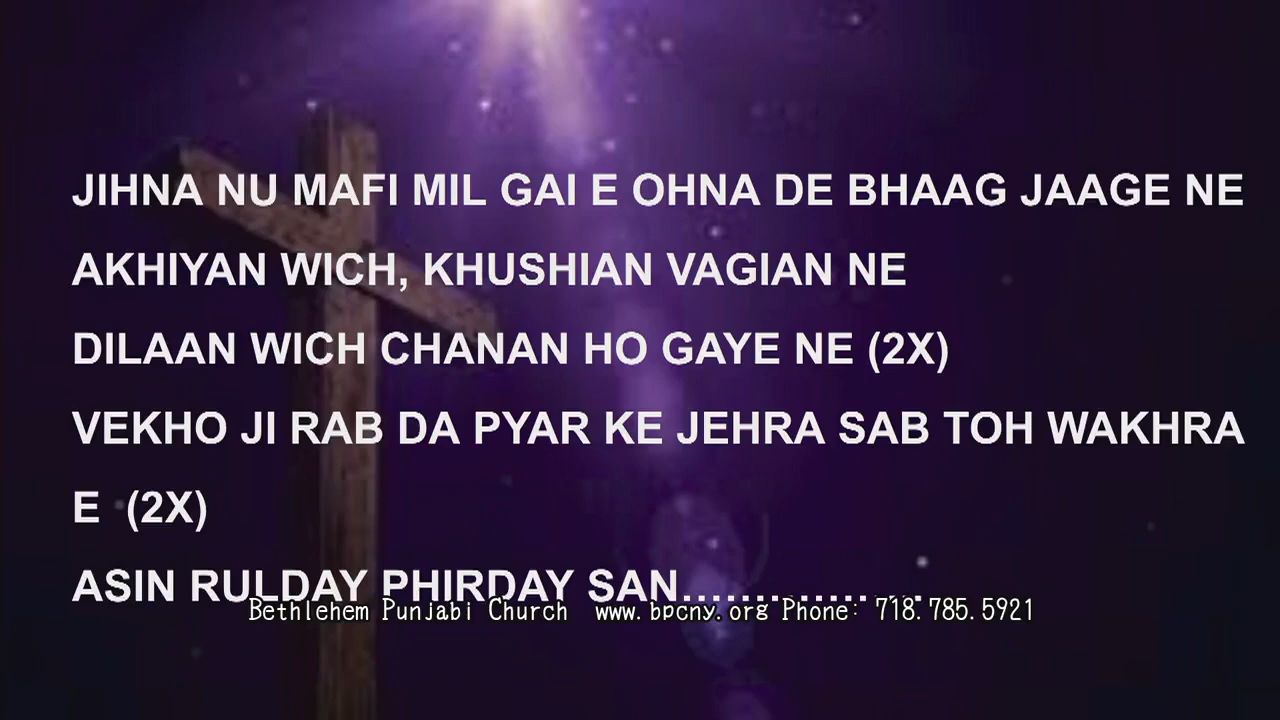 JIHNA NU MAFI MIL GAI E OHNA DE BHAAG JAAGE NE
AKHIYAN WICH, KHUSHIAN VAGIAN NE
DILAAN WICH CHANAN HO GAYE NE (2X)
VEKHO JI RAB DA PYAR KE JEHRA SAB TOH WAKHRA
E (2X)
ASIN RULDAY PHIRDAY SAN.................
Bethlehem Punjabi Church www.bpcny.org Phone: 718.785.5921